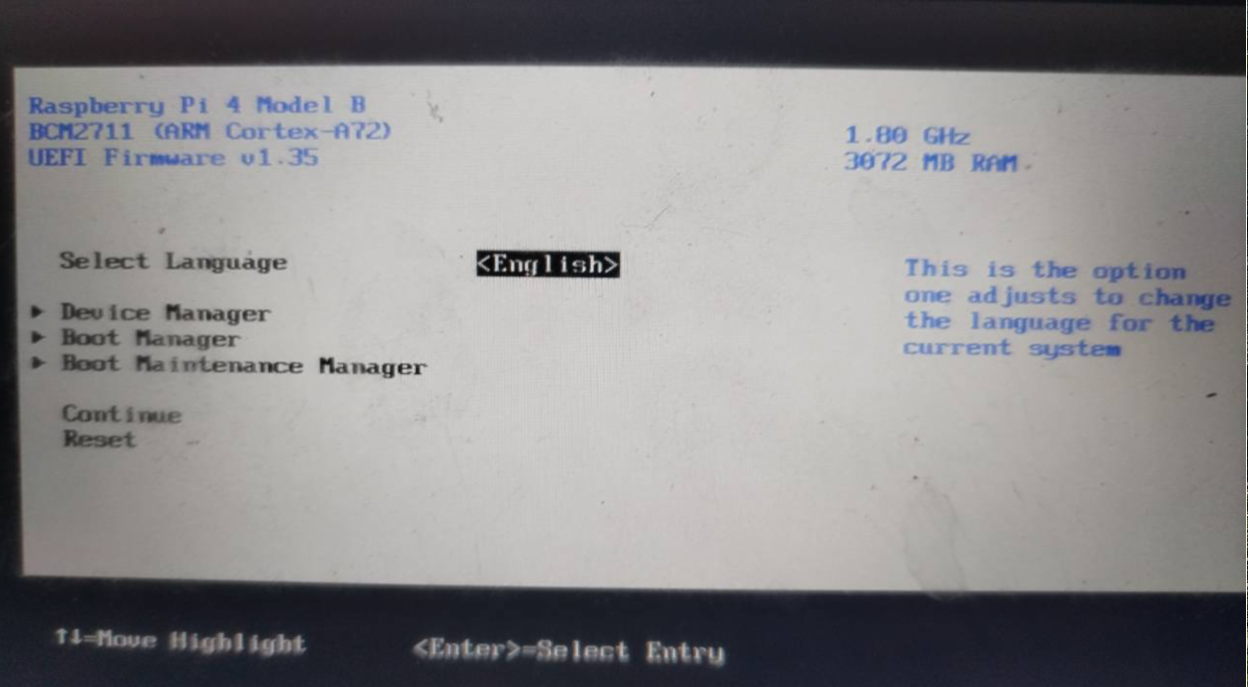 Raspberry Pi 4 Model B
BCM2711 (ARM Cortex-A72)
1.80 GHz
UEFI Firmware v1.35
3072 MB RAM
Select Language
<English>
This is the option
one adjusts to change
the language for the
current system
▶ Device Manager
▶ Boot Manager
▶ Boot Maintenance Manager
Continue
Reset
↑↓=Move Highlight
<Enter>=Select Entry